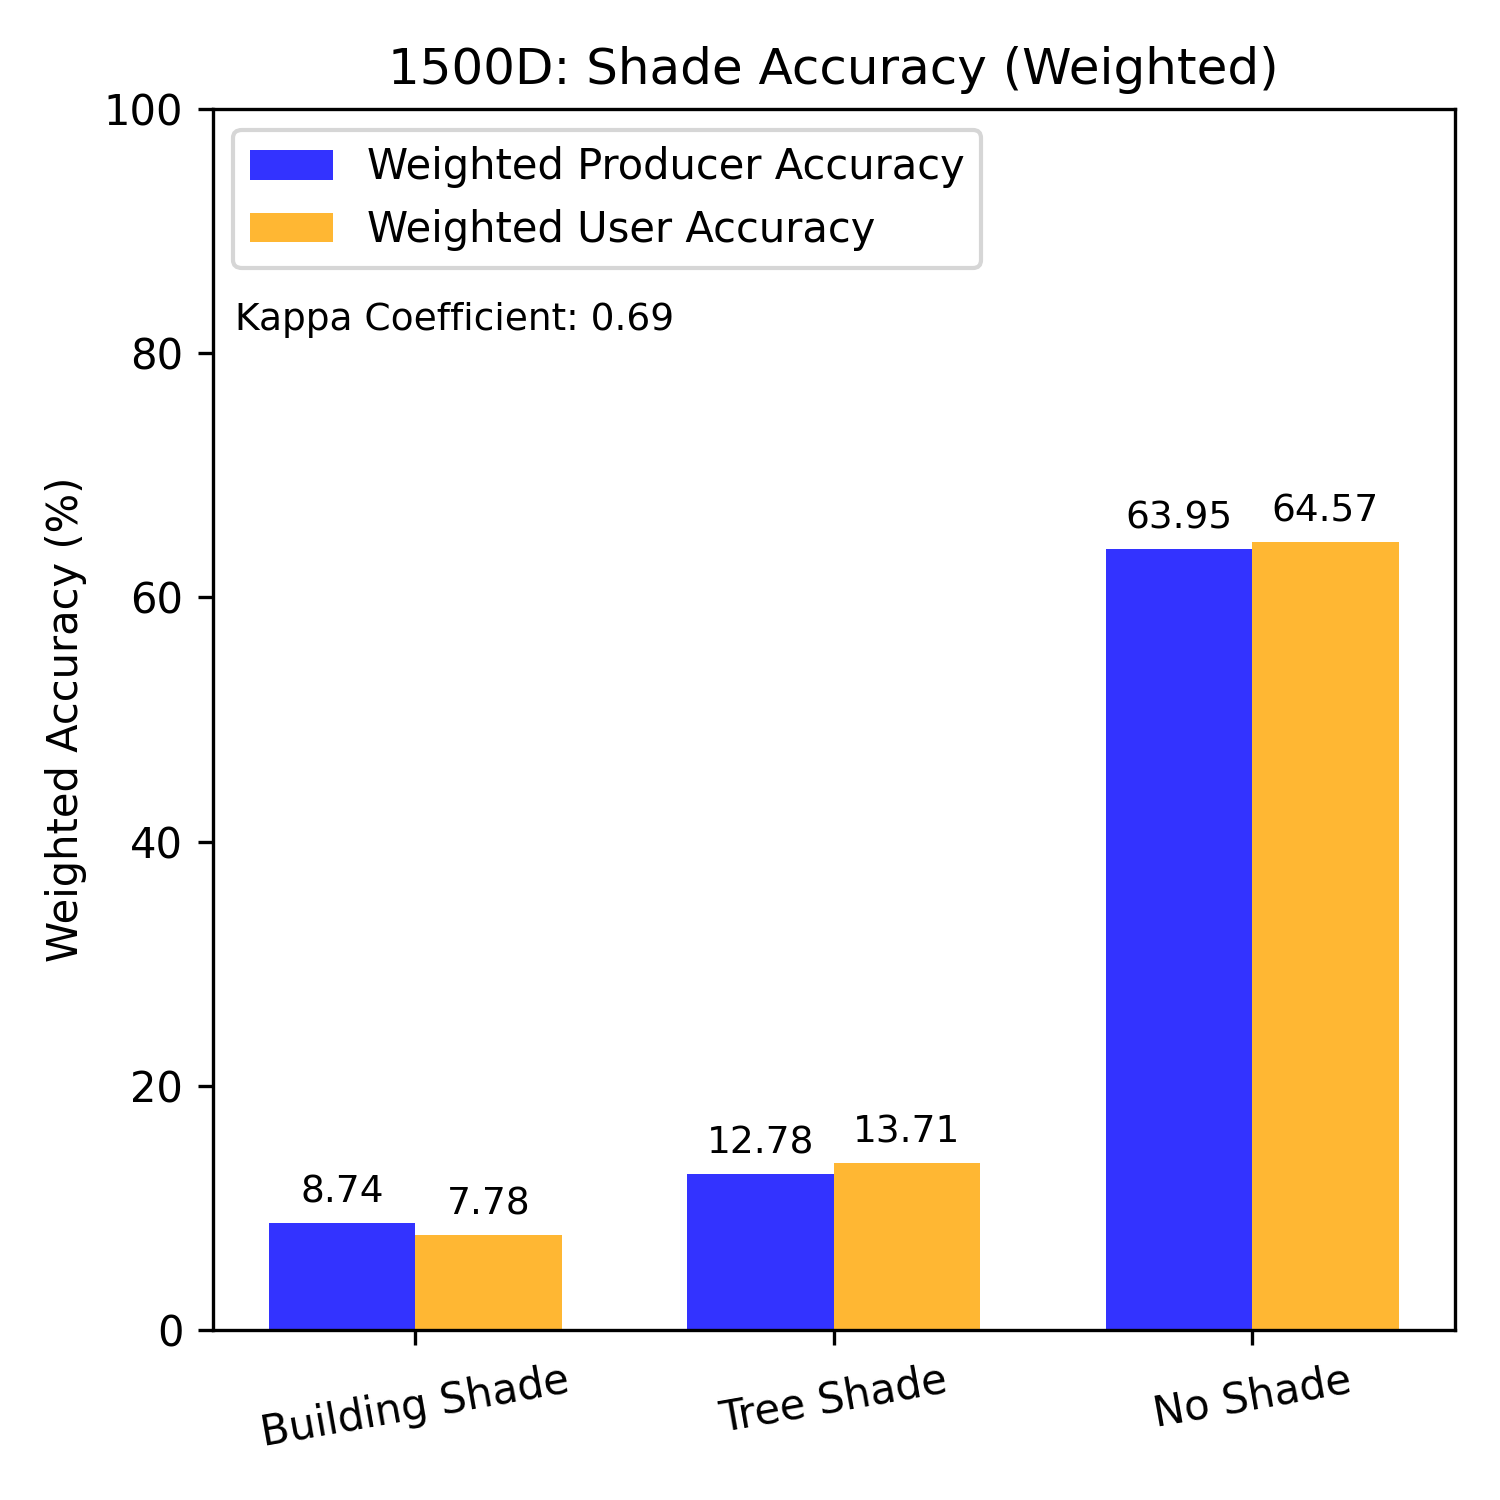 1500D: Shade Accuracy (Weighted)
100
80
60
40
20
0
Weighted Accuracy (%)
Weighted Producer Accuracy
Weighted User Accuracy
Kappa Coefficient: 0.69
8.74
7.78
12.78
13.71
63.95
64.57
Building Shade
Tree Shade
No Shade